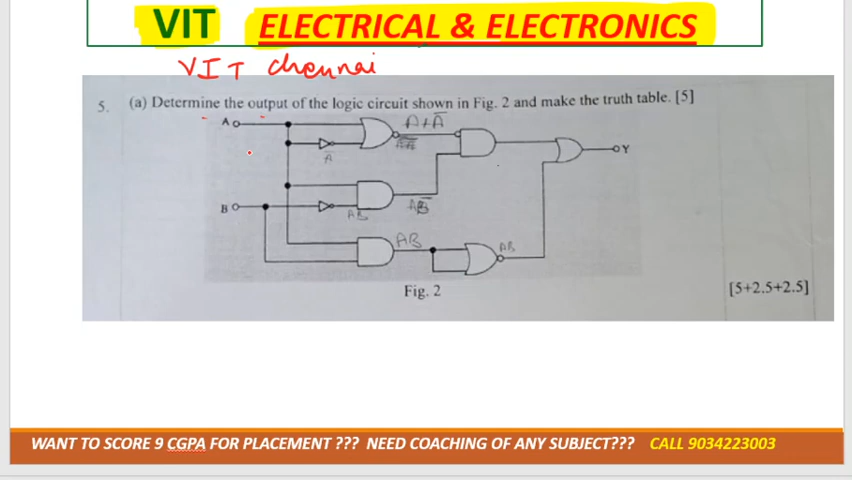 VIT ELECTRICAL & ELECTRONICS
VIT chennai
5. (a) Determine the output of the logic circuit shown in Fig. 2 and make the truth table. [5]
A
A+A̅
A̅
Y
B
AB
AB̅
AB
AB
Fig. 2
[5+2.5+2.5]
WANT TO SCORE 9 CGPA FOR PLACEMENT ??? NEED COACHING OF ANY SUBJECT??? CALL 9034223003